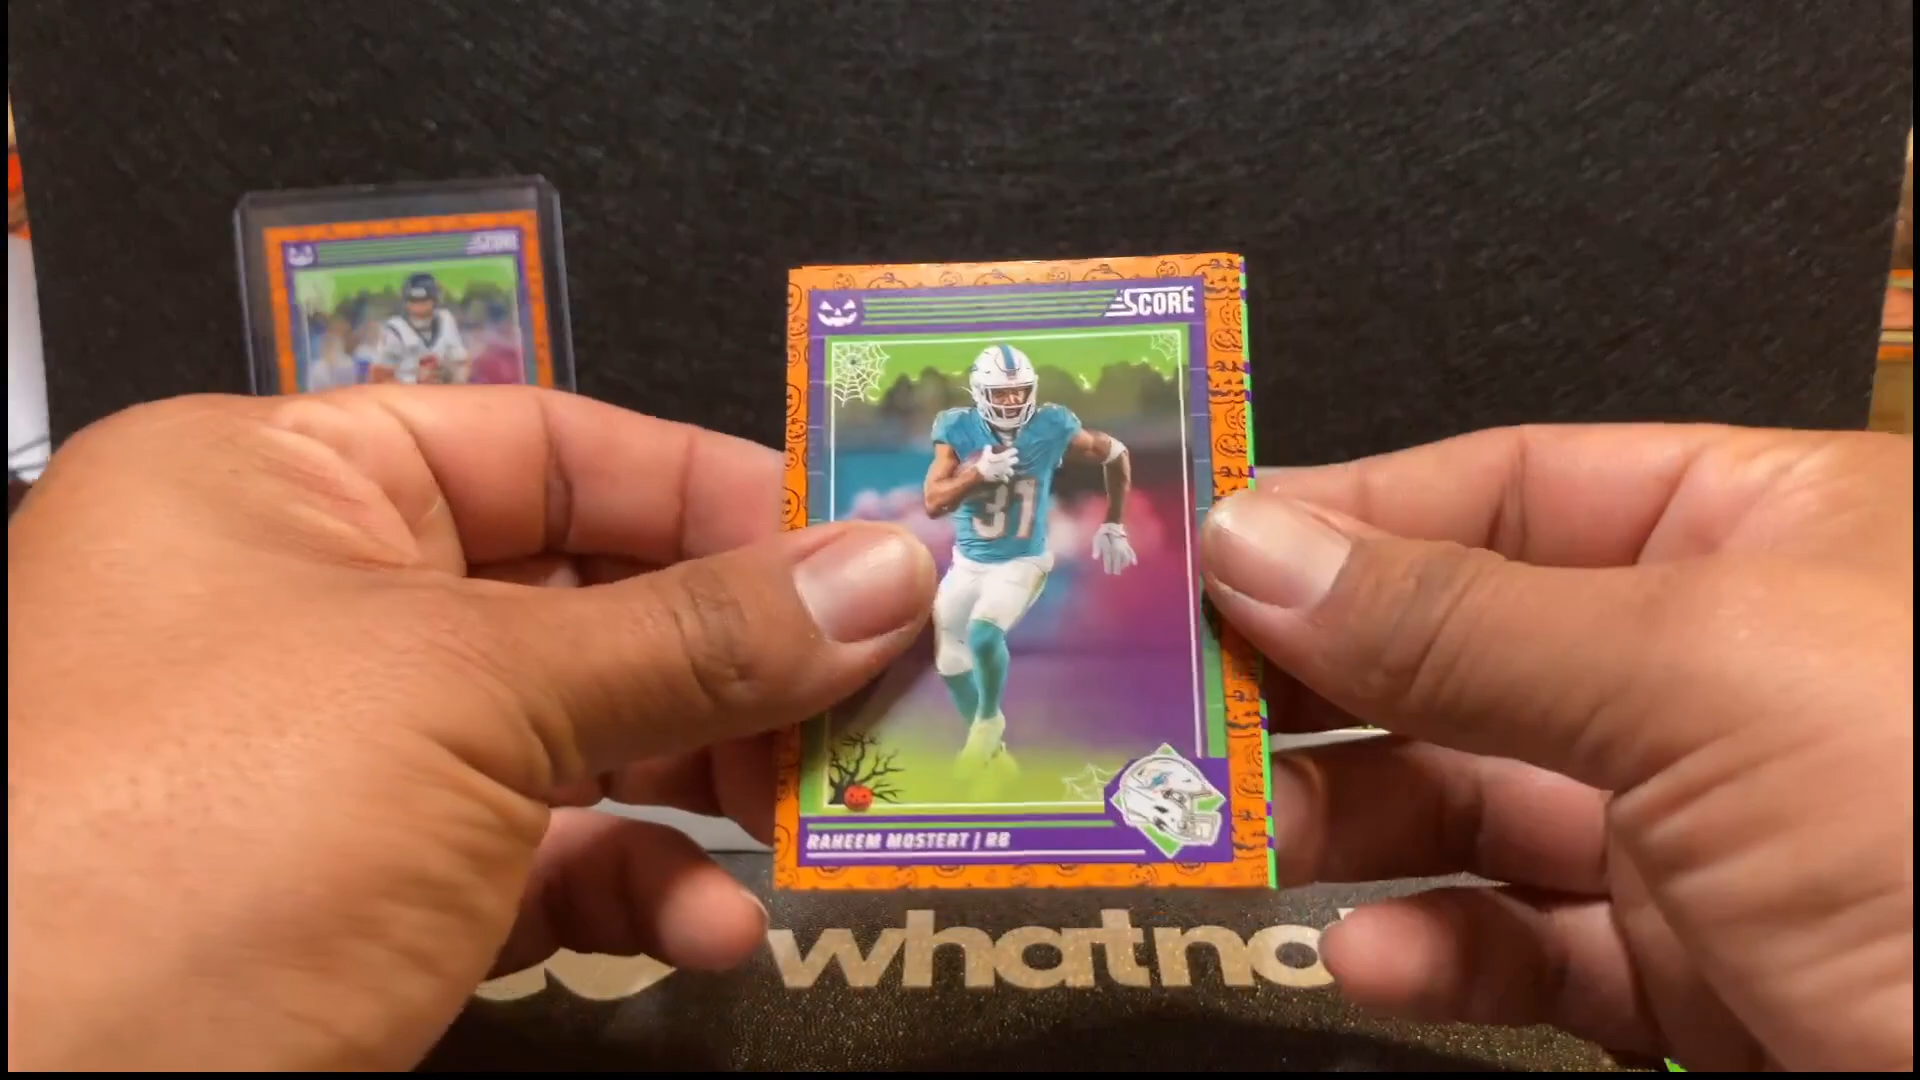 SCORE
SCORE
31
RAHEEM MOSTERT | RB
whatno